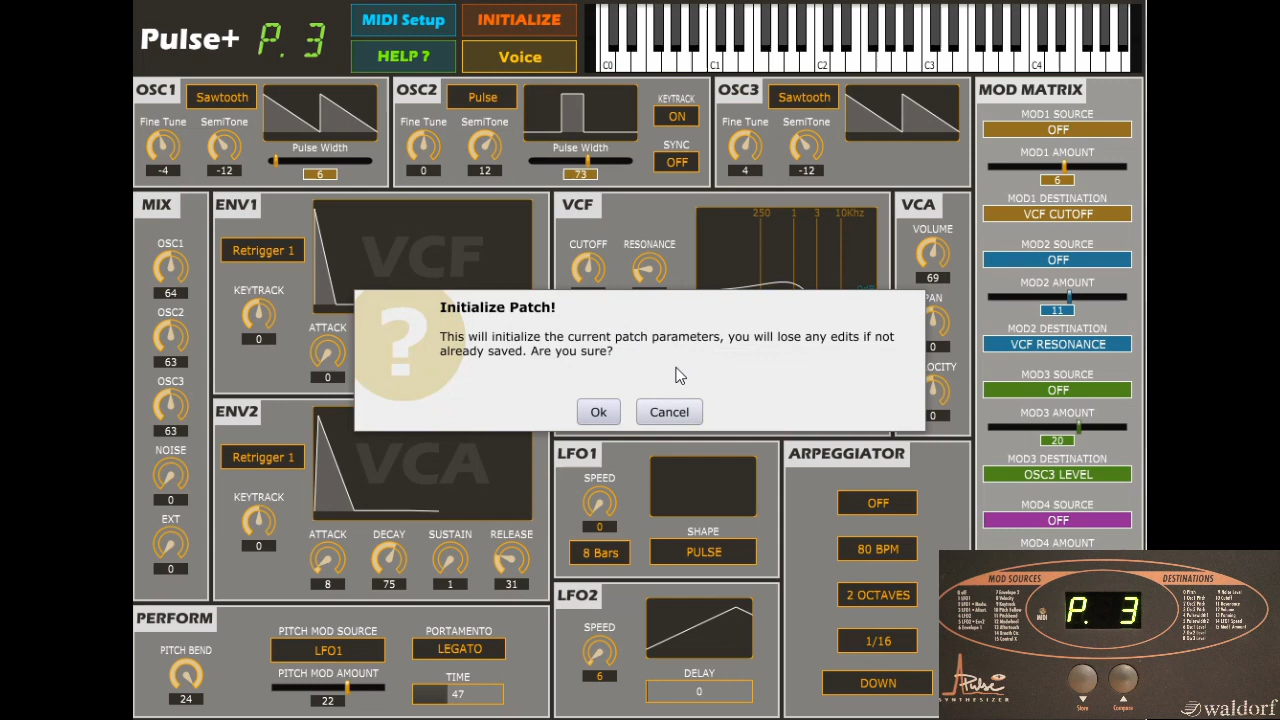 Pulse+ P. 3
MIDI Setup
INITIALIZE
HELP ?
Voice
C0
C1
C2
C3
C4
OSC1
Sawtooth
Fine Tune
SemiTone
-4
-12
Pulse Width
6
OSC2
Pulse
Fine Tune
SemiTone
0
12
Pulse Width
73
KEYTRACK
ON
SYNC
OFF
OSC3
Sawtooth
Fine Tune
SemiTone
4
-12
MOD MATRIX
MOD1 SOURCE
OFF
MOD1 AMOUNT
6
MOD1 DESTINATION
VCF CUTOFF
MOD2 SOURCE
OFF
MOD2 AMOUNT
11
MOD2 DESTINATION
VCF RESONANCE
MOD3 SOURCE
OFF
MOD3 AMOUNT
20
MOD3 DESTINATION
OSC3 LEVEL
MOD4 SOURCE
OFF
MOD4 AMOUNT
MIX
OSC1
64
OSC2
63
OSC3
63
NOISE
0
EXT
0
ENV1
Retrigger 1
KEYTRACK
0
VCF
ATTACK
0
VCF
CUTOFF
RESONANCE
250
1
3
10Khz
VCA
VOLUME
69
PAN
0
VELOCITY
0
Initialize Patch!
This will initialize the current patch parameters, you will lose any edits if not
already saved. Are you sure?
Ok
Cancel
ENV2
Retrigger 1
KEYTRACK
0
VCA
ATTACK
DECAY
SUSTAIN
RELEASE
8
75
1
31
LFO1
SPEED
0
8 Bars
SHAPE
PULSE
LFO2
SPEED
6
DELAY
0
ARPEGGIATOR
OFF
80 BPM
2 OCTAVES
1/16
DOWN
PERFORM
PITCH BEND
24
PITCH MOD SOURCE
LFO1
PITCH MOD AMOUNT
22
PORTAMENTO
LEGATO
TIME
47
MOD SOURCES
DESTINATIONS
MIDI
P. 3
Pulse
SYNTHESIZER
Store
Compare
waldorf